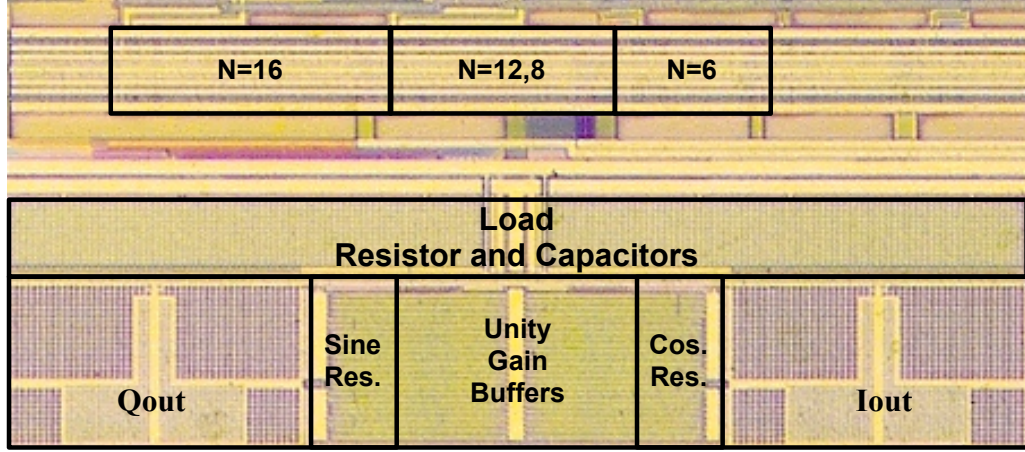 N=16
N=12,8
N=6
Load
Resistor and Capacitors
Sine
Res.
Unity
Gain
Buffers
Cos.
Res.
Qout
Iout